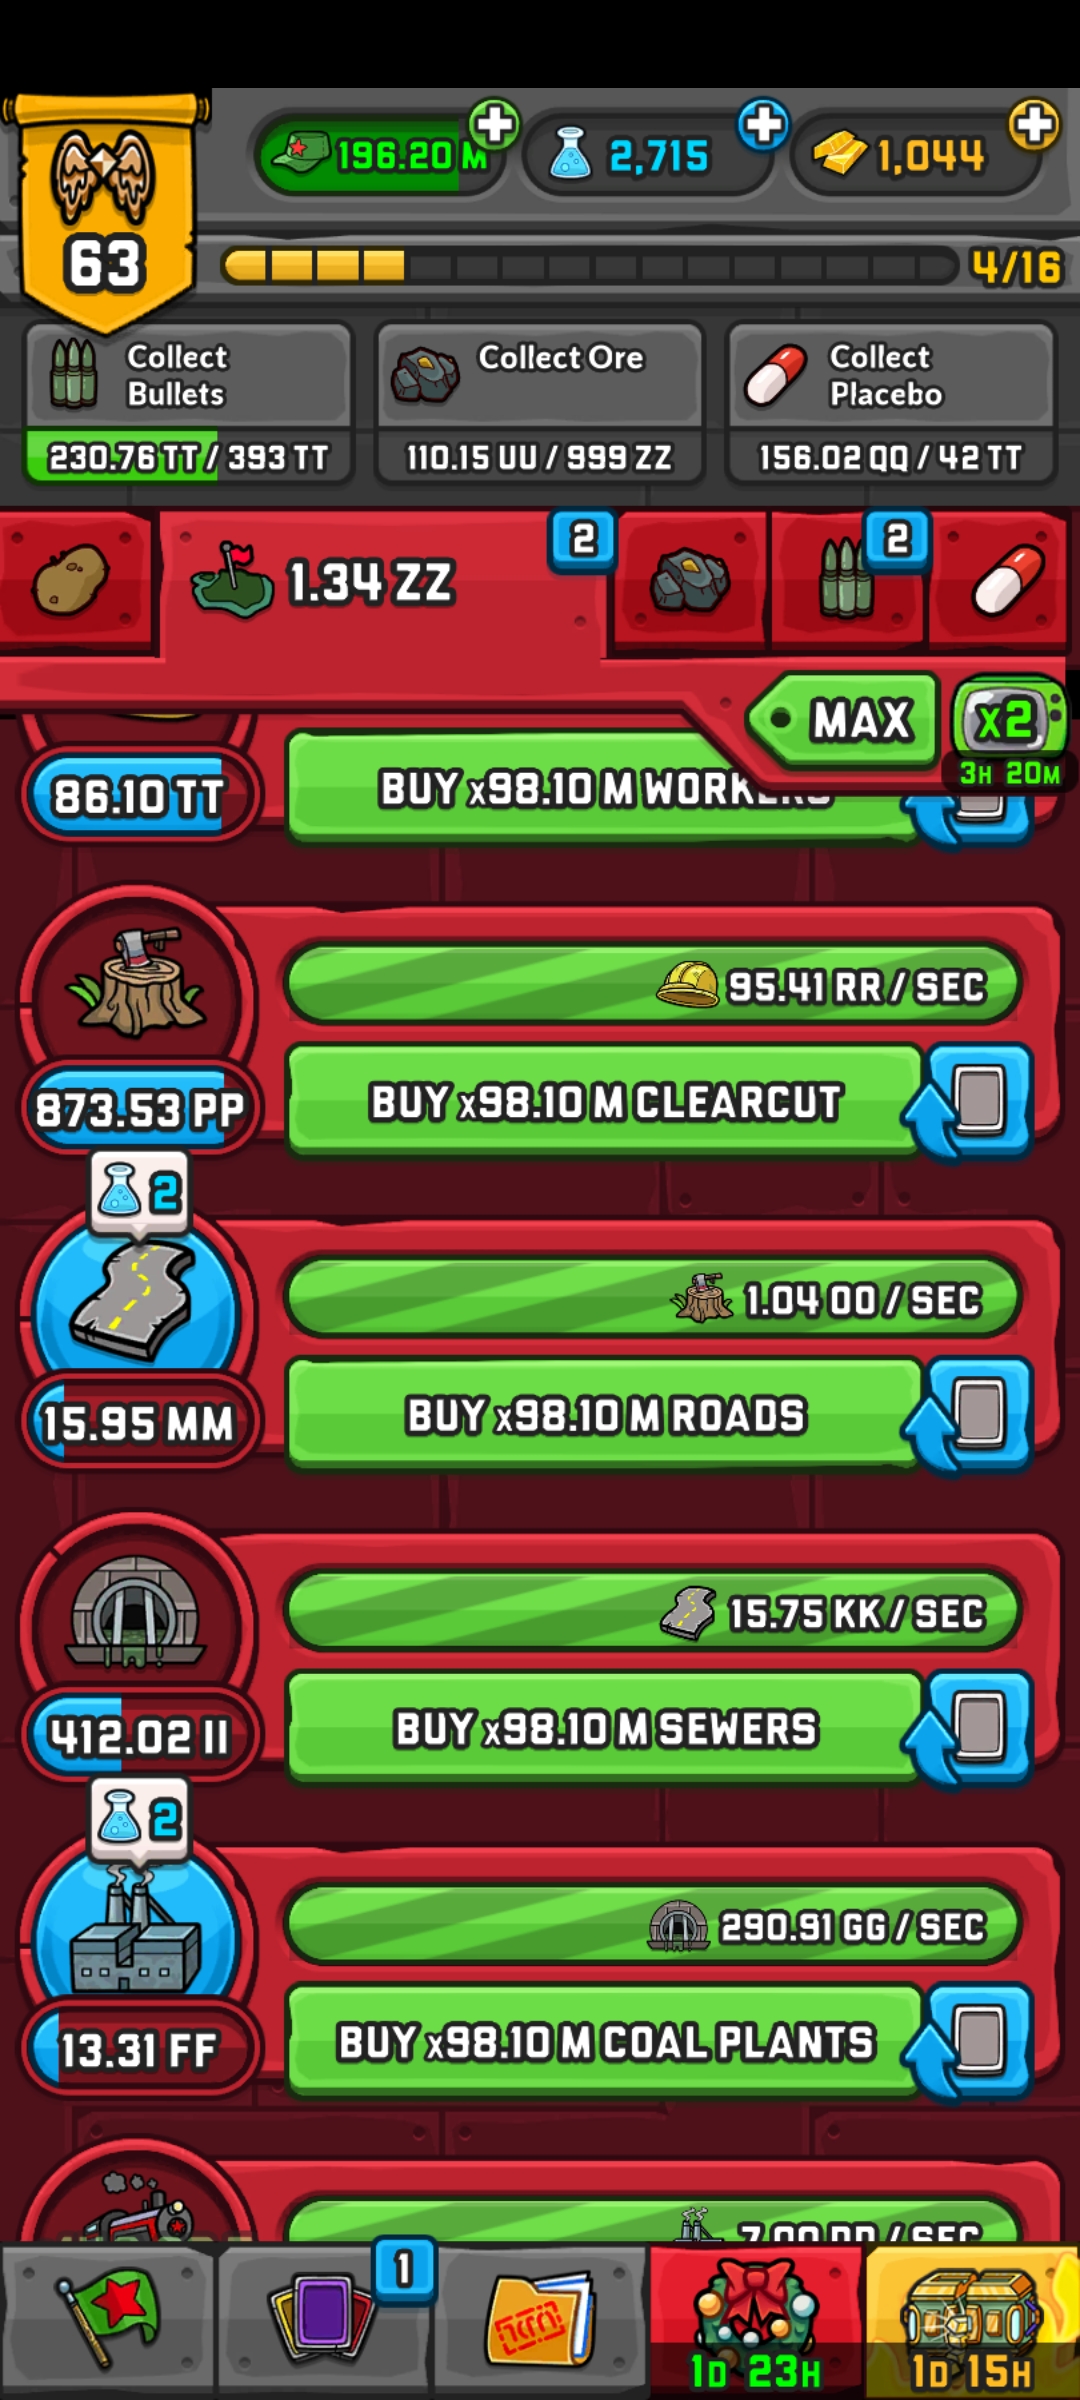 196.20 M
2,715
1,044
63
4/16
Collect
Bullets
230.76 TT / 393 TT
Collect Ore
110.15 UU / 999 ZZ
Collect
Placebo
156.02 QQ / 42 TT
1.34 ZZ
2
2
MAX
x2
3H 20M
86.10 TT
BUY x98.10 M WORKERS
95.41 RR / SEC
873.53 PP
BUY x98.10 M CLEARCUT
2
1.04 OO / SEC
15.95 MM
BUY x98.10 M ROADS
15.75 KK / SEC
412.02 II
BUY x98.10 M SEWERS
2
290.91 GG / SEC
13.31 FF
BUY x98.10 M COAL PLANTS
1
1D 23H
1D 15H